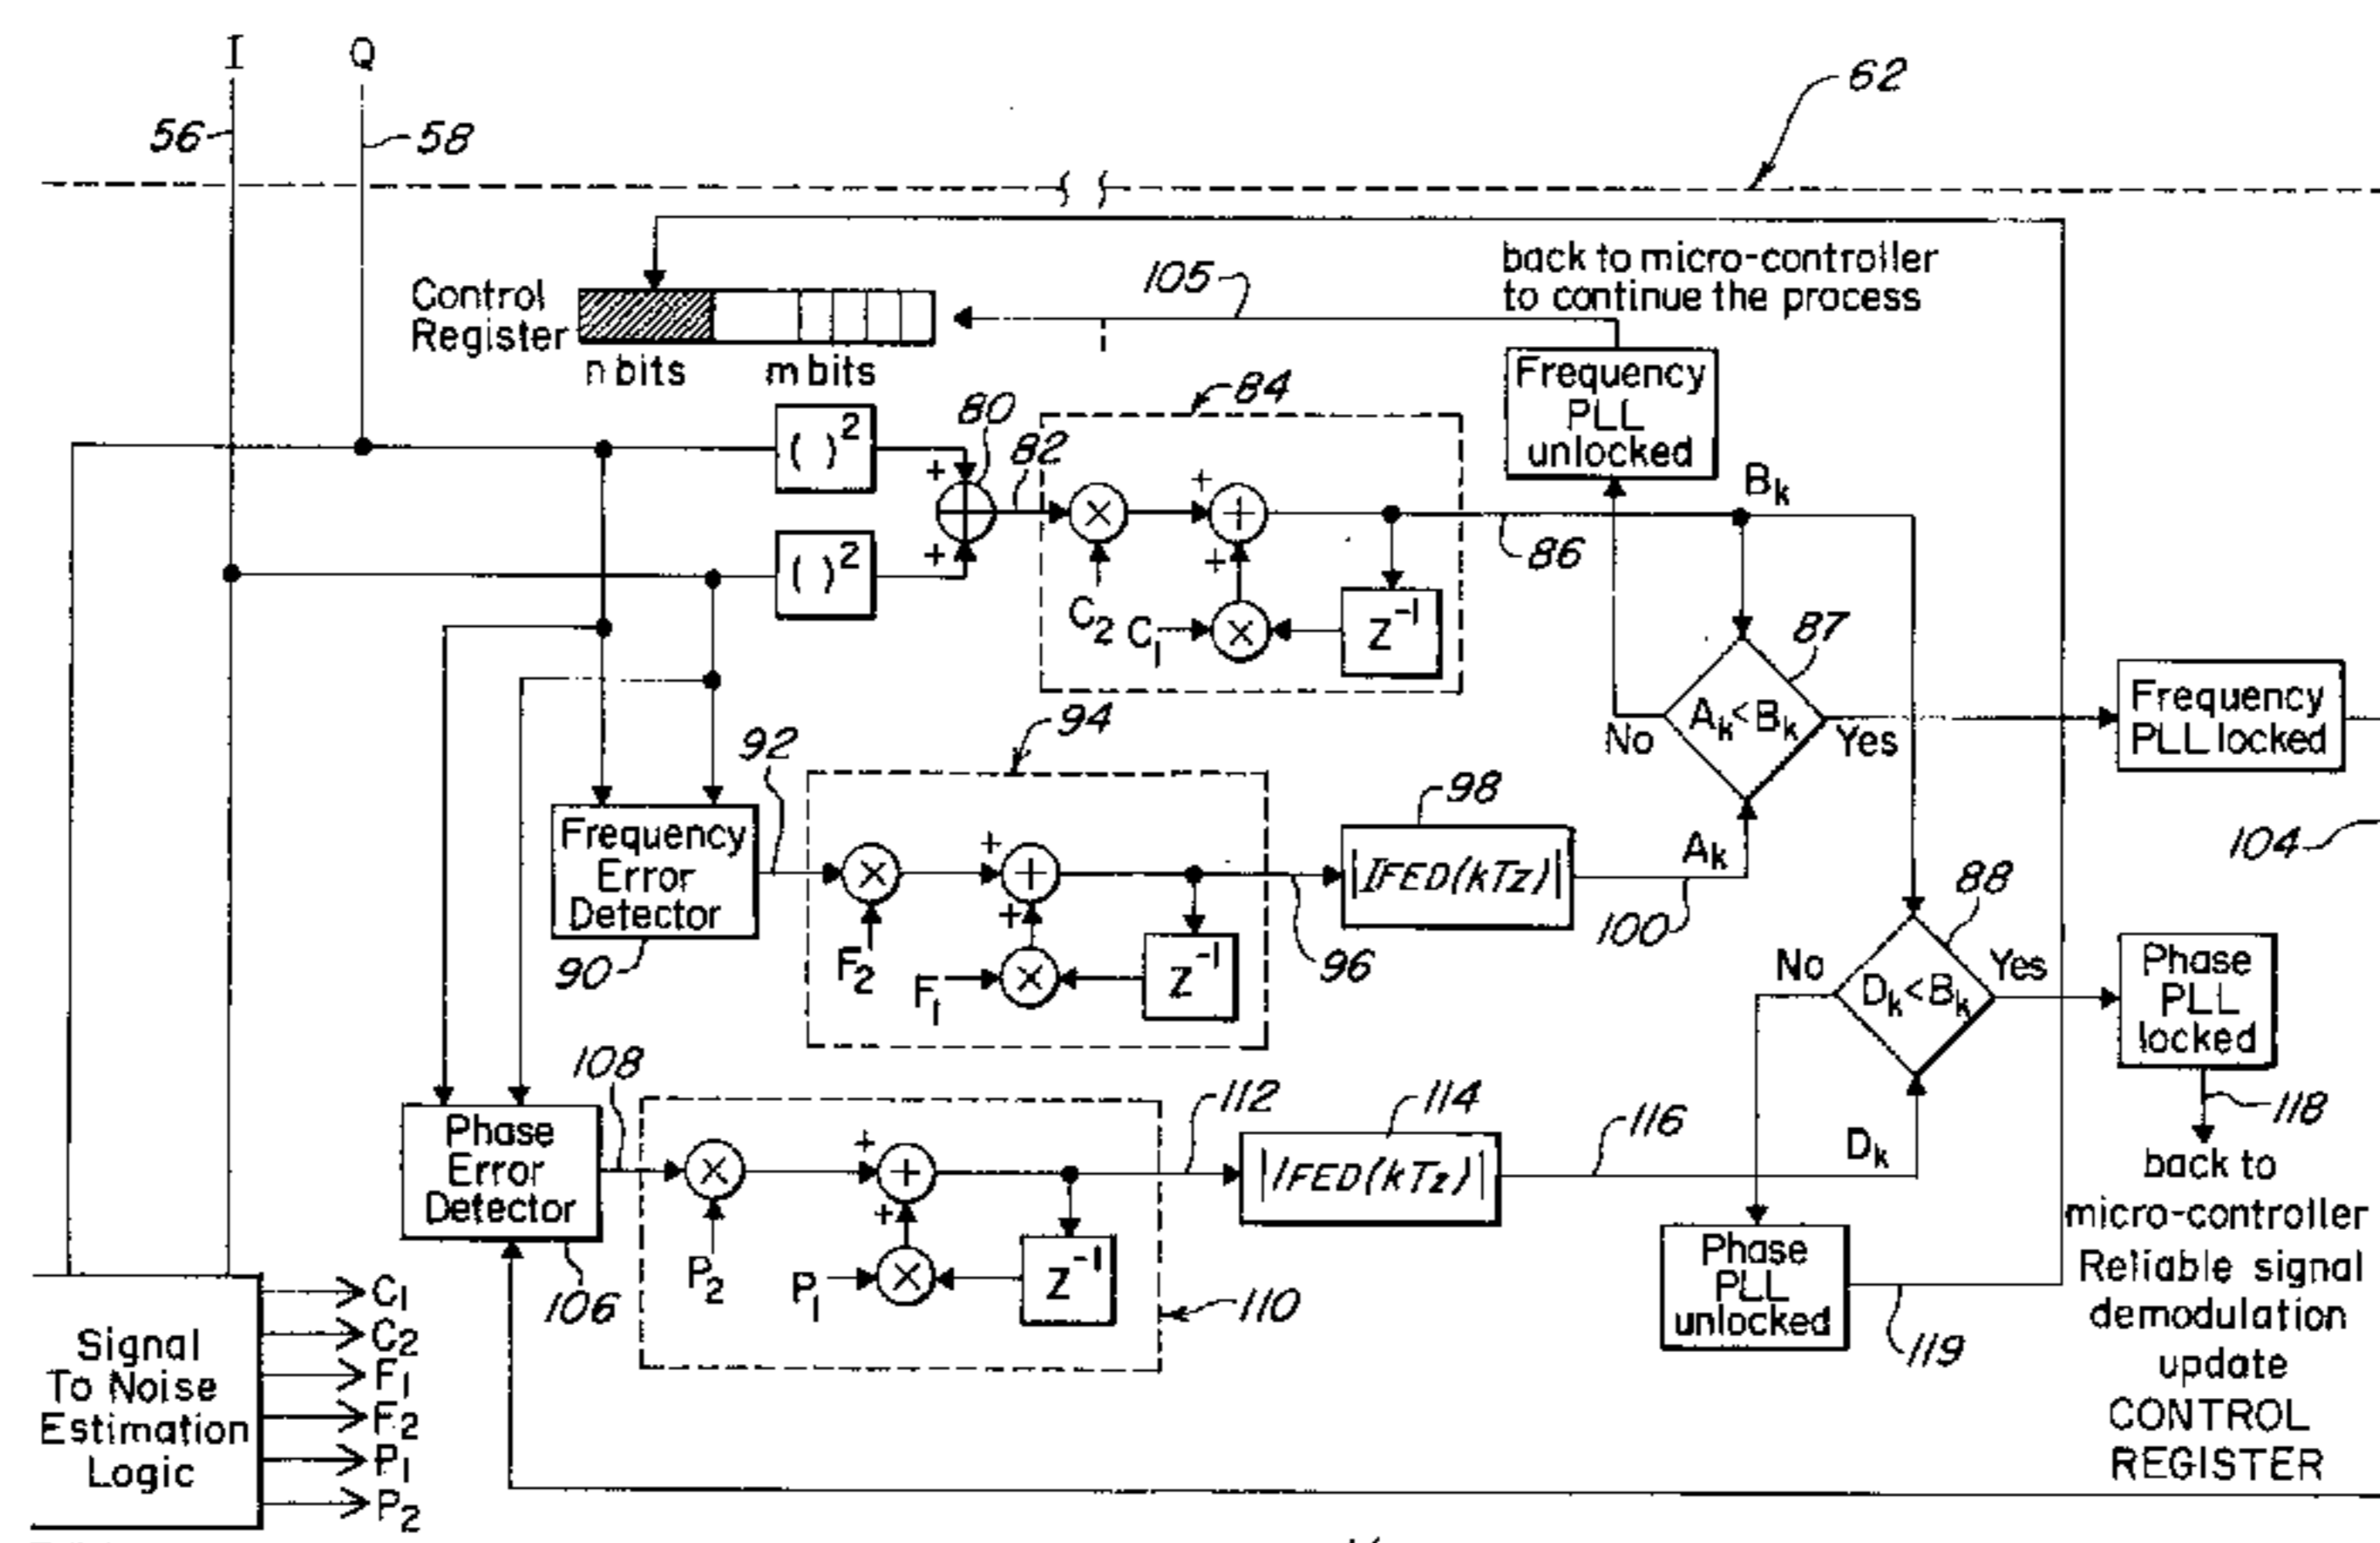 I Q
56 58
62
Control
Register
n bits m bits
105
back to micro-controller
to continue the process
Frequency
PLL
unlocked
( )2
80
82
84
+
+
( )2
×
+
+
+
C2
C1
×
Z-1
86
Bk
87
Ak<Bk
No
Yes
Frequency
PLL locked
104
Frequency
Error
Detector
90
92
94
×
+
+
+
F2
F1
×
Z-1
96
98
|IFED(kTz)|
100
Ak
88
Dk<Bk
No
Yes
Phase
PLL
locked
118
back to
micro-controller
Reliable signal
demodulation
update
CONTROL
REGISTER
Phase
Error
Detector
106
108
×
+
+
+
P2
P1
×
Z-1
110
112
114
|IFED(kTz)|
116
Dk
Phase
PLL
unlocked
119
Signal
To Noise
Estimation
Logic
C1
C2
F1
F2
P1
P2